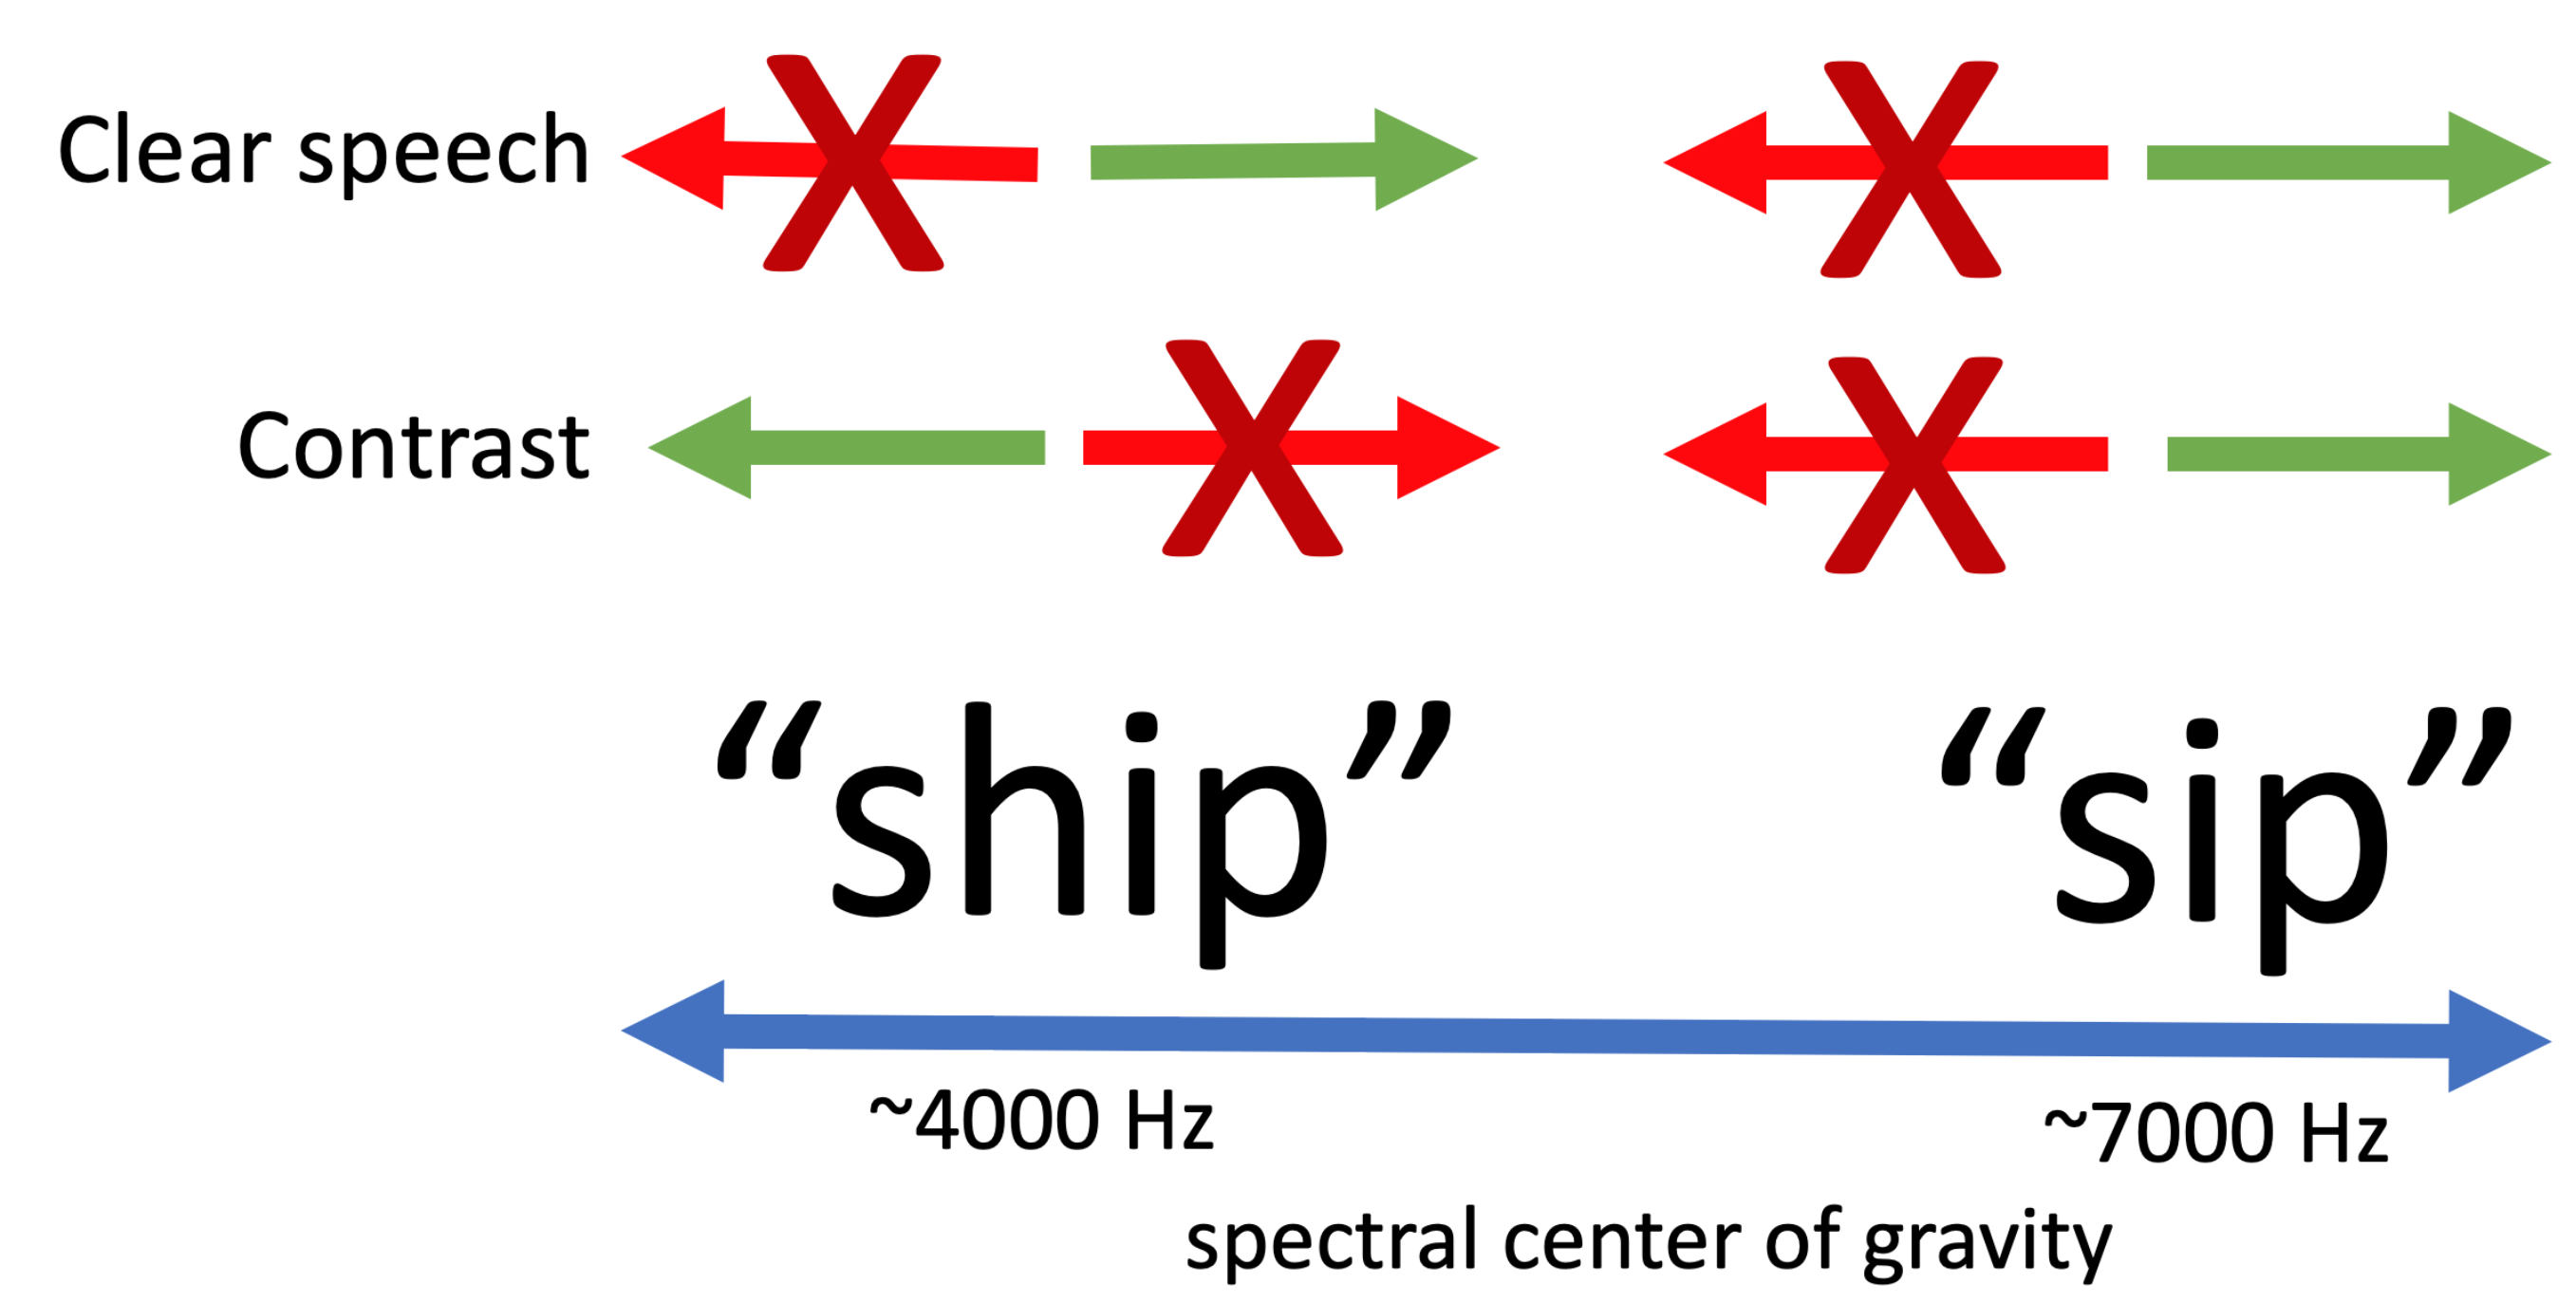 Clear speech
X X
Contrast
X X
“ship” “sip”
~4000 Hz ~7000 Hz
spectral center of gravity